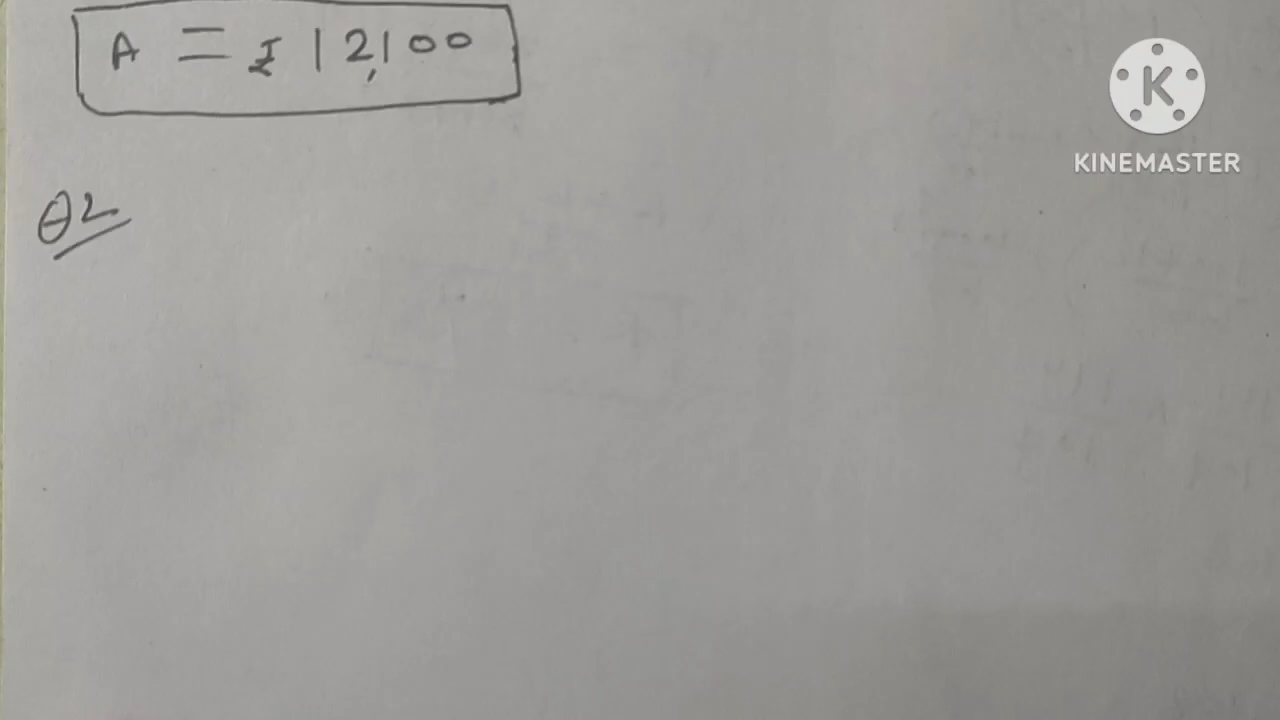 A = ₹ 12,100
K
KINEMASTER
Q2